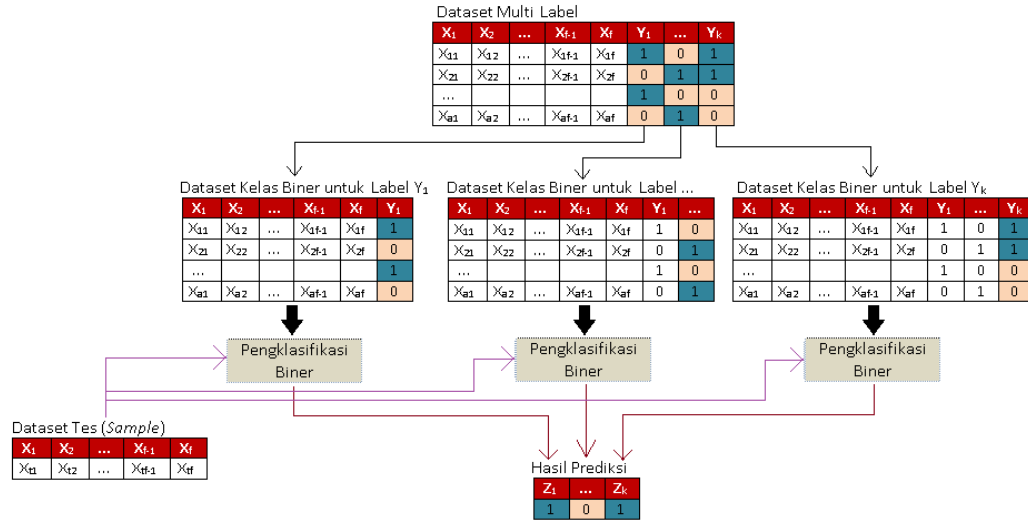 Dataset Multi Label
X₁ X₂ ... Xf-1 Xf Y₁ ... Yk
X₁₁ X₁₂ ... X1f-1 X1f 1 0 1
X₂₁ X₂₂ ... X2f-1 X2f 0 1 1
... 1 0 0
Xa1 Xa2 ... Xaf-1 Xaf 0 1 0
Dataset Kelas Biner untuk Label Y₁
X₁ X₂ ... Xf-1 Xf Y₁
X₁₁ X₁₂ ... X1f-1 X1f 1
X₂₁ X₂₂ ... X2f-1 X2f 0
... 1
Xa1 Xa2 ... Xaf-1 Xaf 0
Dataset Kelas Biner untuk Label ...
X₁ X₂ ... Xf-1 Xf Y₁ ...
X₁₁ X₁₂ ... X1f-1 X1f 1 0
X₂₁ X₂₂ ... X2f-1 X2f 0 1
... 1 0
Xa1 Xa2 ... Xaf-1 Xaf 0 1
Dataset Kelas Biner untuk Label Yk
X₁ X₂ ... Xf-1 Xf Y₁ ... Yk
X₁₁ X₁₂ ... X1f-1 X1f 1 0 1
X₂₁ X₂₂ ... X2f-1 X2f 0 1 1
... 1 0 0
Xa1 Xa2 ... Xaf-1 Xaf 0 1 0
Pengklasifikasi
Biner
Pengklasifikasi
Biner
Pengklasifikasi
Biner
Dataset Tes (Sample)
X₁ X₂ ... Xf-1 Xf
Xt1 Xt2 ... Xtf-1 Xtf
Hasil Prediksi
Z₁ ... Zk
1 0 1